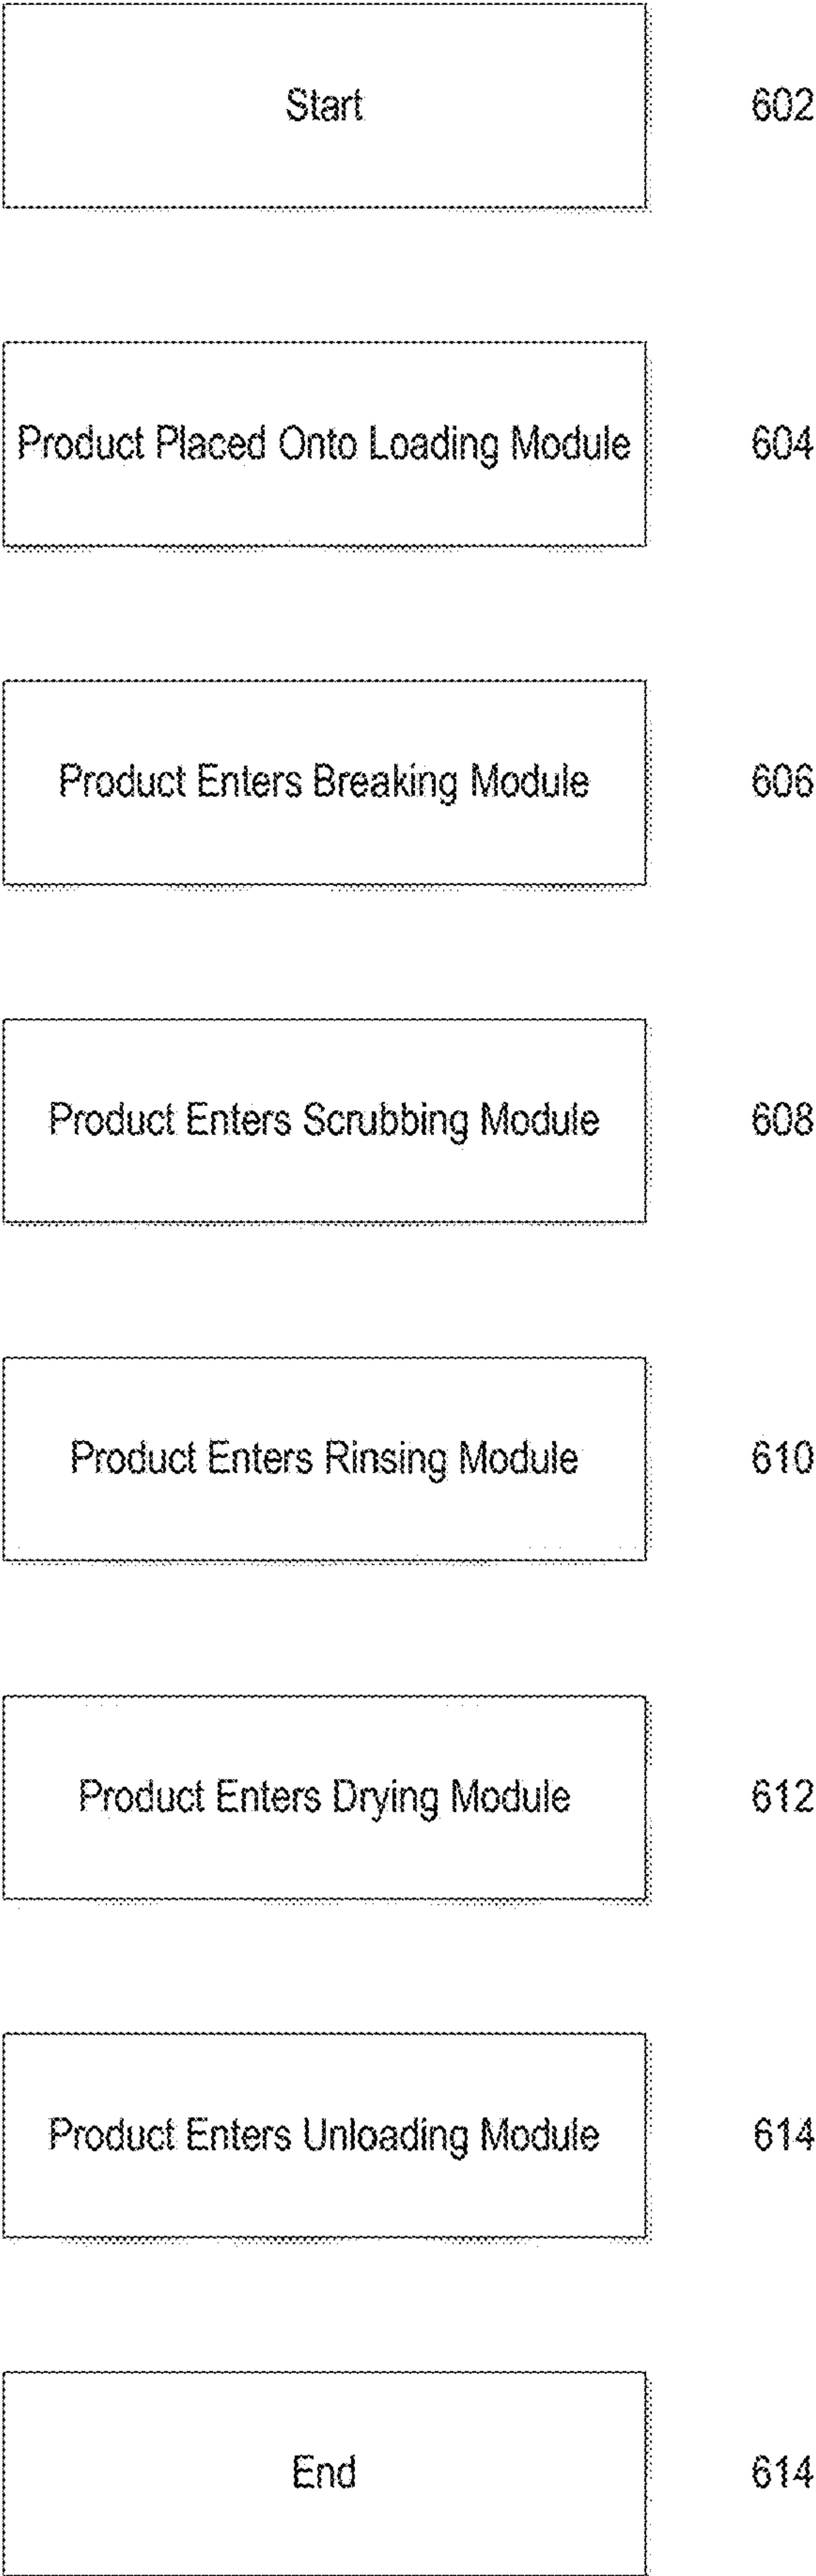 Start 602
Product Placed Onto Loading Module 604
Product Enters Breaking Module 606
Product Enters Scrubbing Module 608
Product Enters Rinsing Module 610
Product Enters Drying Module 612
Product Enters Unloading Module 614
End 614